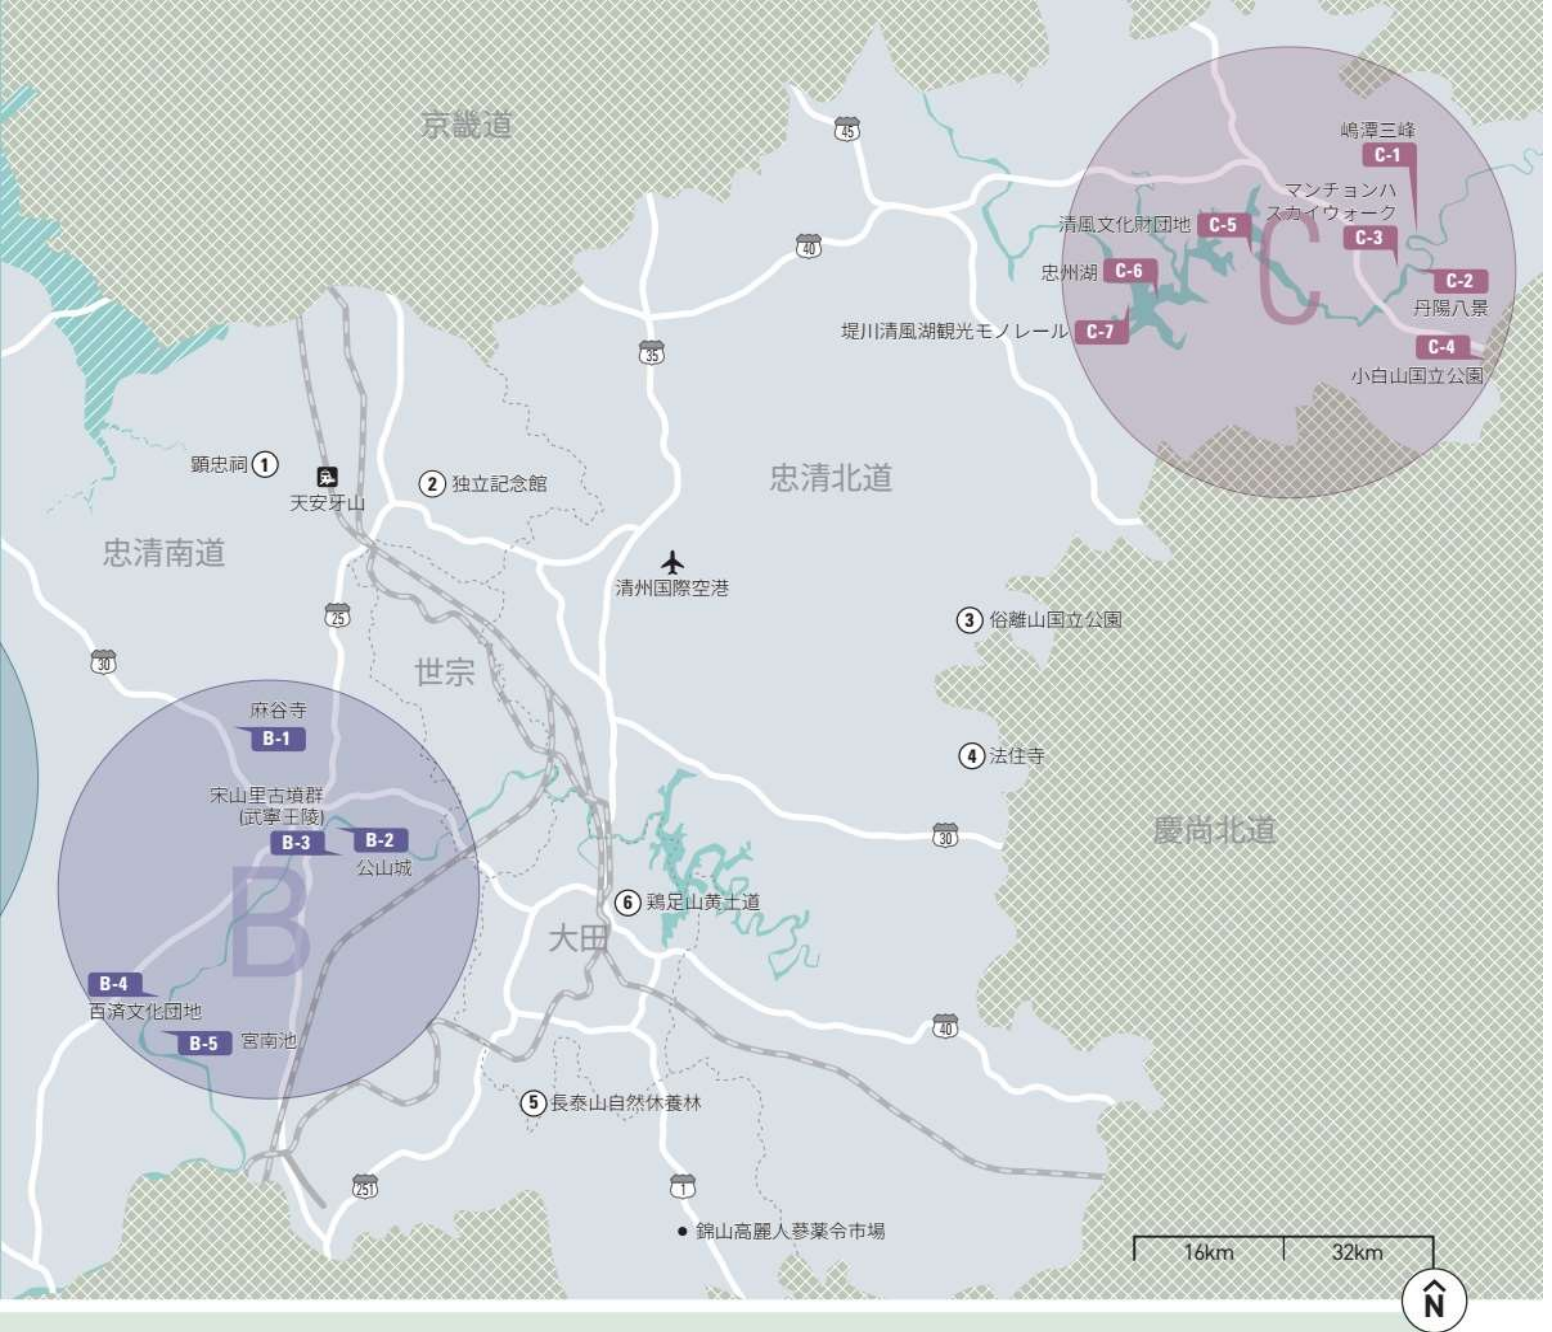 京畿道
45
嶋潭三峰
C-1
マンチョンハ
スカイウォーク
C-3
清風文化財団地
C-5
C
忠州湖
C-6
C-2
丹陽八景
堤川清風湖観光モノレール
C-7
C-4
小白山国立公園
40
35
顕忠祠
1
天安牙山
2
独立記念館
忠清北道
忠清南道
清州国際空港
25
3
俗離山国立公園
30
世宗
麻谷寺
B-1
4
法住寺
宋山里古墳群
(武寧王陵)
B-3
B-2
公山城
30
慶尚北道
B
6
鶏足山黄土道
大田
B-4
百済文化団地
B-5
宮南池
40
5
長泰山自然休養林
251
1
錦山高麗人蔘薬令市場
16km
32km
N